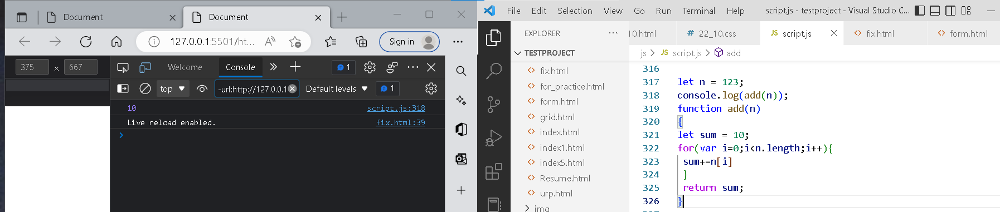 Document
Document
127.0.0.1:5501/ht...
Sign in
375 × 667
Welcome
Console
1
top
-url:http://127.0.0.1
Default levels
1
10 script.js:318
Live reload enabled. fix.html:39
File Edit Selection View Go Run Terminal Help
script.js - testproject - Visual Studio C...
EXPLORER
TESTPROJECT
fix.html
for_practice.html
form.html
grid.html
index.html
index1.html
index5.html
Resume.html
urp.html
img
10.html
# 22_10.css
JS script.js
fix.html
form.html
js > JS script.js > add
316
317 let n = 123;
318 console.log(add(n));
319 function add(n)
320 {
321 let sum = 10;
322 for(var i=0;i<n.length;i++){
323 sum+=n[i]
324 }
325 return sum;
326 }